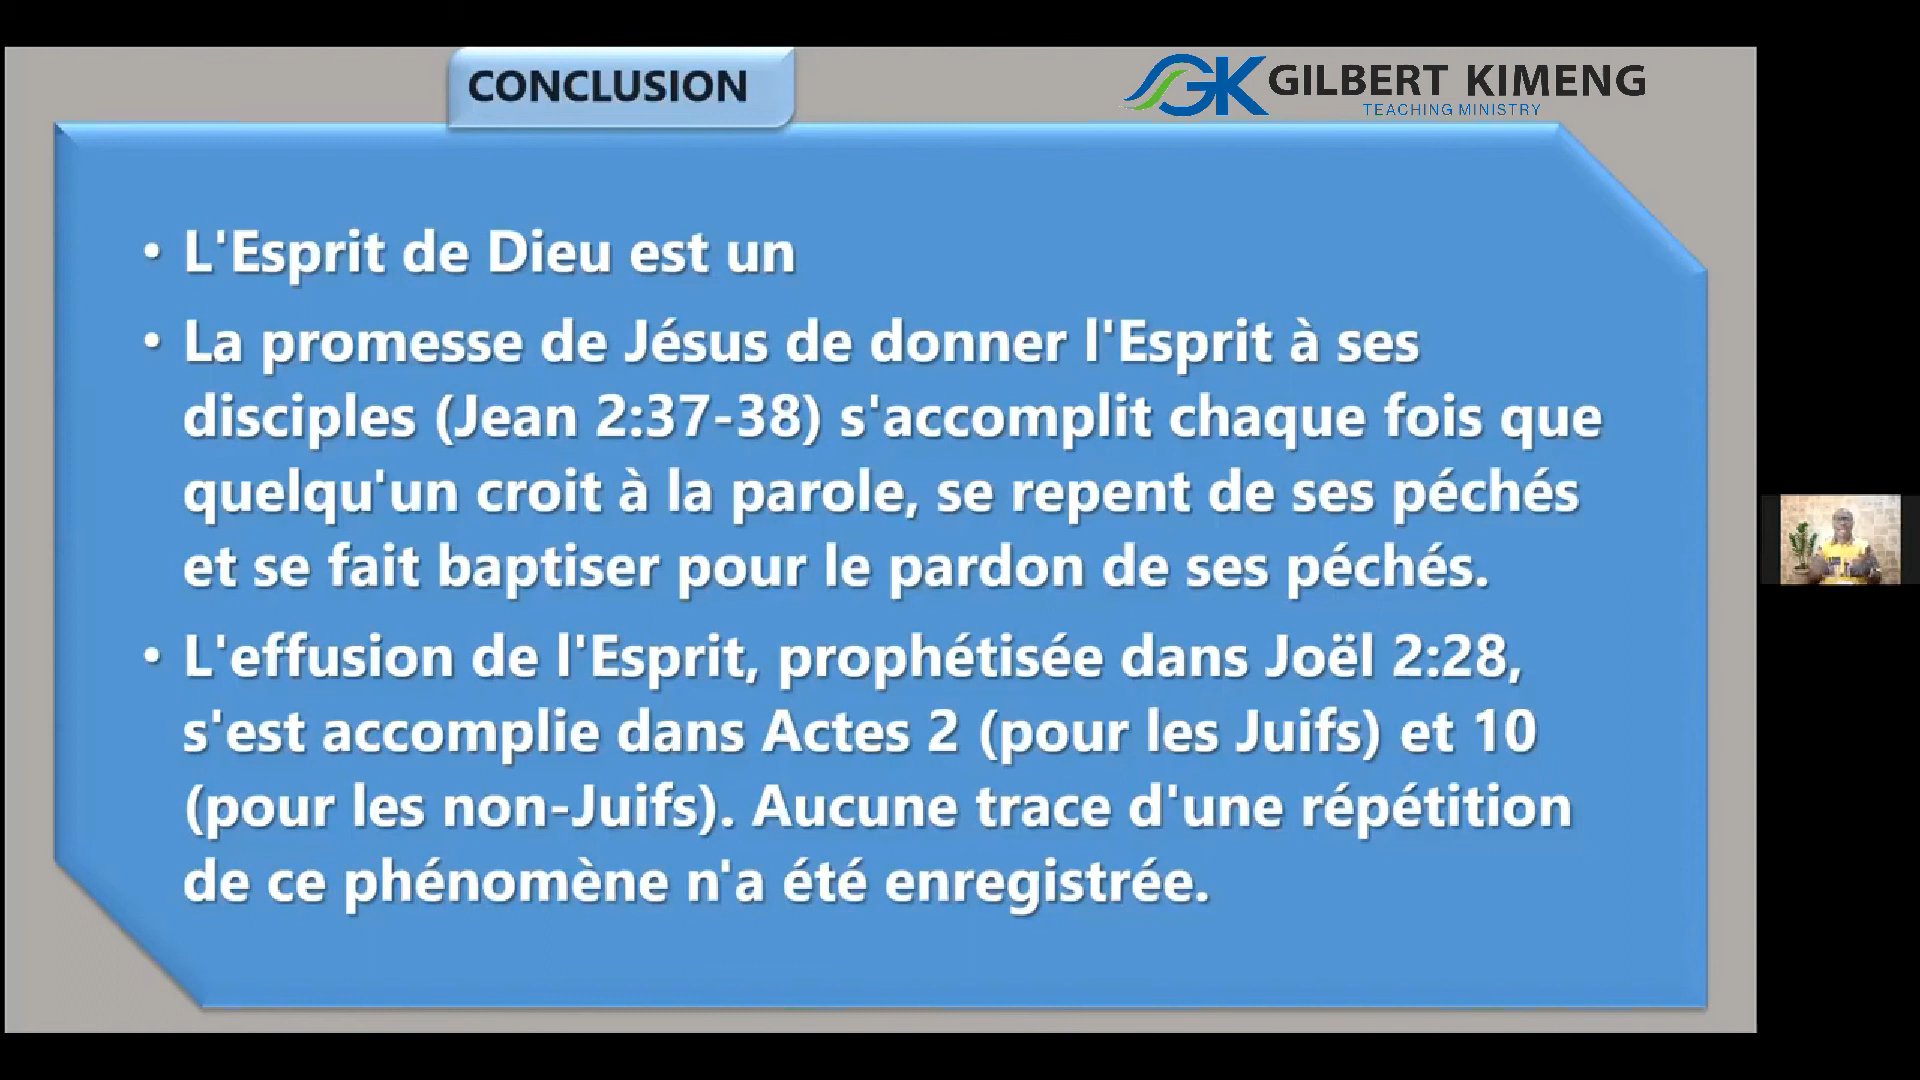 CONCLUSION
GK GILBERT KIMENG
TEACHING MINISTRY
• L'Esprit de Dieu est un
• La promesse de Jésus de donner l'Esprit à ses
disciples (Jean 2:37-38) s'accomplit chaque fois que
quelqu'un croit à la parole, se repent de ses péchés
et se fait baptiser pour le pardon de ses péchés.
• L'effusion de l'Esprit, prophétisée dans Joël 2:28,
s'est accomplie dans Actes 2 (pour les Juifs) et 10
(pour les non-Juifs). Aucune trace d'une répétition
de ce phénomène n'a été enregistrée.